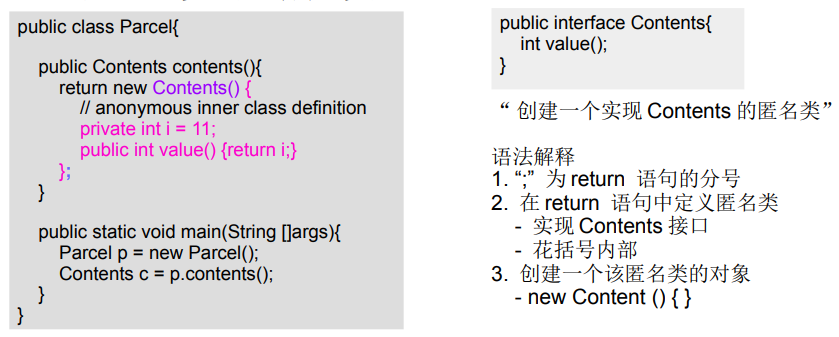 public class Parcel{
public Contents contents(){
return new Contents() {
// anonymous inner class definition
private int i = 11;
public int value() {return i;}
};
}
public static void main(String []args){
Parcel p = new Parcel();
Contents c = p.contents();
}
}
public interface Contents{
int value();
}
“ 创建一个实现 Contents 的匿名类”
语法解释
1. “;” 为 return 语句的分号
2. 在 return 语句中定义匿名类
- 实现 Contents 接口
- 花括号内部
3. 创建一个该匿名类的对象
- new Content () { }